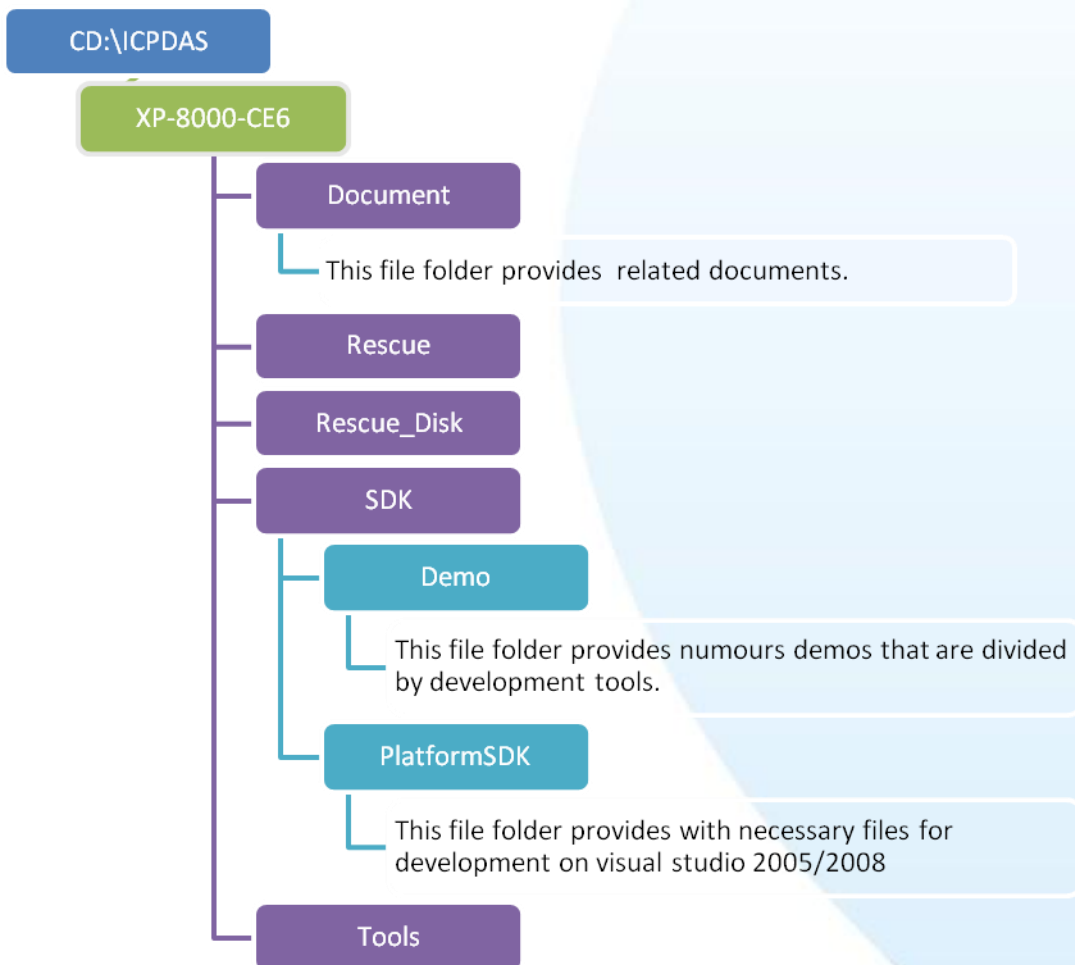 CD:\ICPDAS
XP-8000-CE6
Document
This file folder provides related documents.
Rescue
Rescue_Disk
SDK
Demo
This file folder provides numours demos that are divided
by development tools.
PlatformSDK
This file folder provides with necessary files for
development on visual studio 2005/2008
Tools